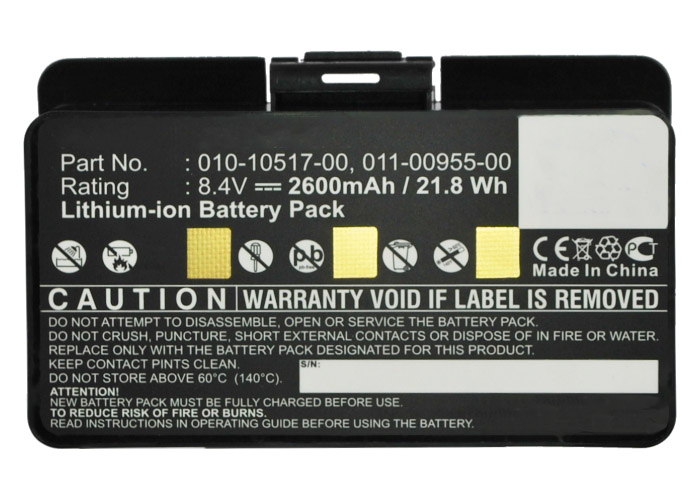 Part No. : 010-10517-00, 011-00955-00
Rating : 8.4V ⎓ 2600mAh / 21.8 Wh
Lithium-ion Battery Pack
pb
pb-free
CE PCT
Made In China
CAUTION WARRANTY VOID IF LABEL IS REMOVED
DO NOT ATTEMPT TO DISASSEMBLE, OPEN OR SERVICE THE BATTERY PACK.
DO NOT CRUSH, PUNCTURE, SHORT EXTERNAL CONTACTS OR DISPOSE OF IN FIRE OR WATER.
REPLACE ONLY WITH THE BATTERY PACK DESIGNATED FOR THIS PRODUCT.
KEEP CONTACT PINTS CLEAN.
DO NOT STORE ABOVE 60°C (140°C).
S/N:
ATTENTION!
NEW BATTERY PACK MUST BE FULLY CHARGED BEFORE USE.
TO REDUCE RISK OF FIRE OR BURNS.
READ INSTRUCTIONS IN OPERATING GUIDE BEFORE USING THE BATTERY.